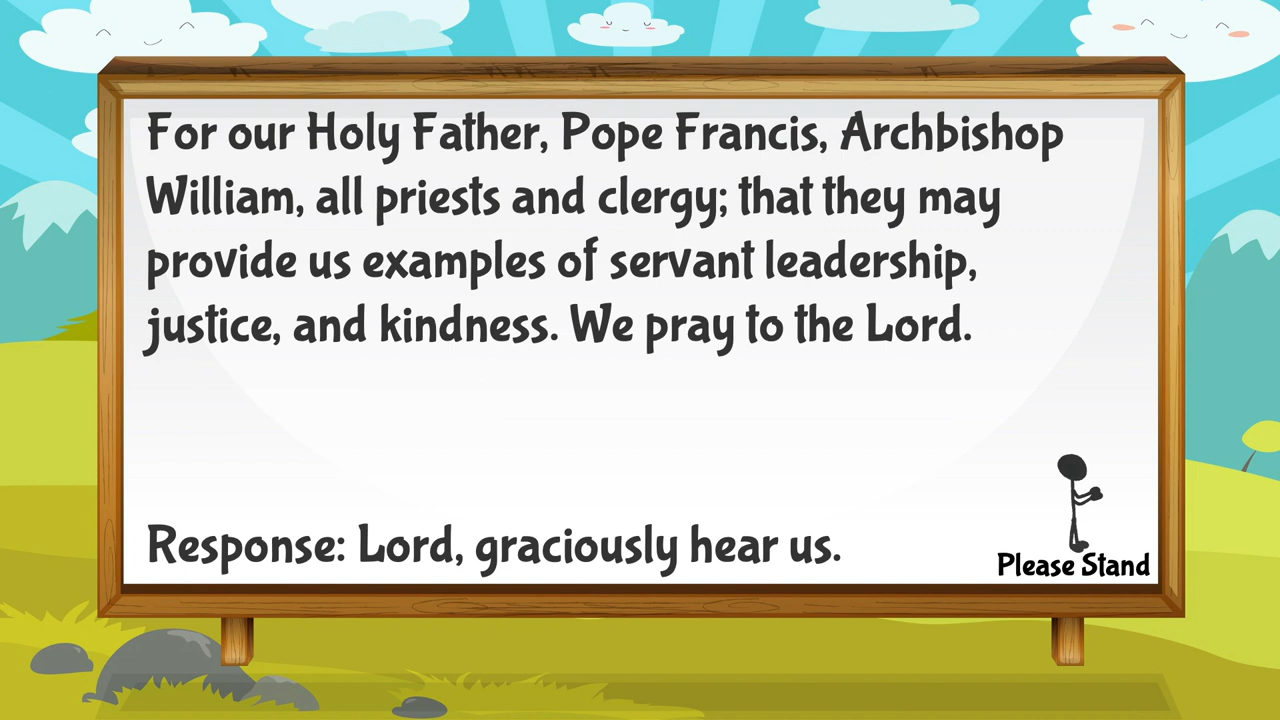 For our Holy Father, Pope Francis, Archbishop
William, all priests and clergy; that they may
provide us examples of servant leadership,
justice, and kindness. We pray to the Lord.
Response: Lord, graciously hear us.
Please Stand